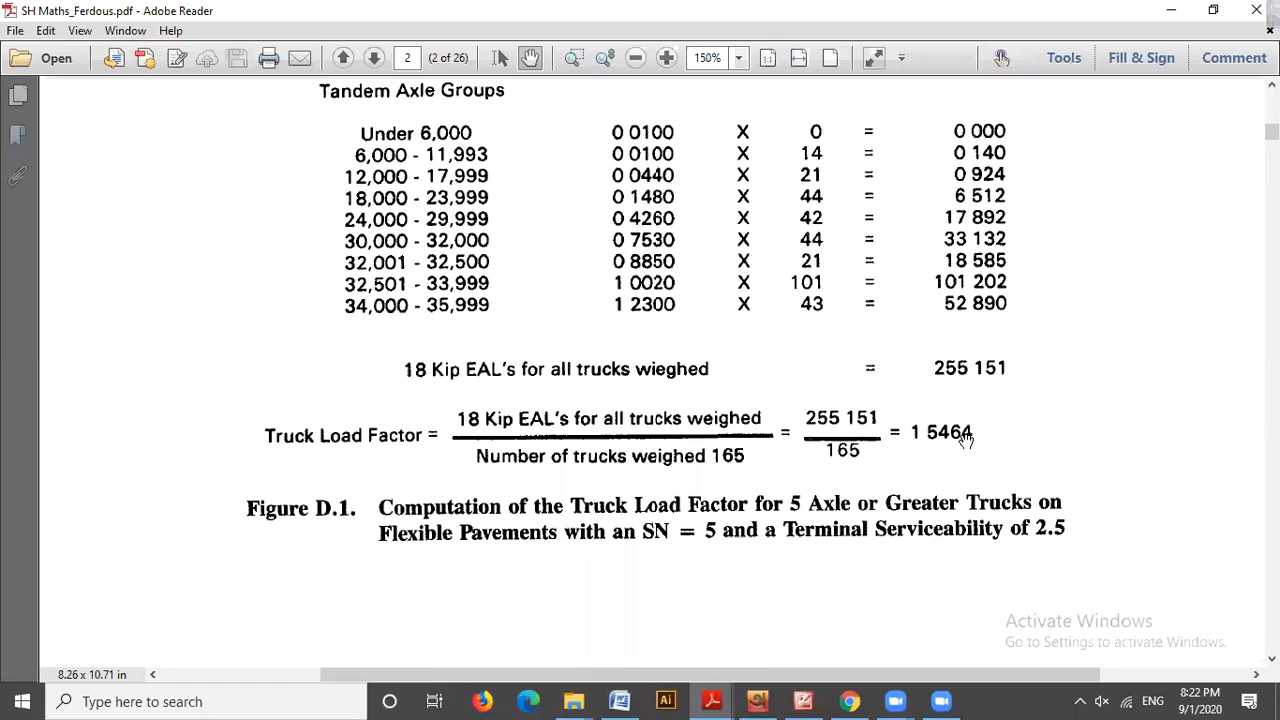 SH Maths_Ferdous.pdf - Adobe Reader
File Edit View Window Help
Open 2 (2 of 26) 150% Tools Fill & Sign Comment
Tandem Axle Groups
Under 6,000 0 0100 X 0 = 0 000
6,000 - 11,993 0 0100 X 14 = 0 140
12,000 - 17,999 0 0440 X 21 = 0 924
18,000 - 23,999 0 1480 X 44 = 6 512
24,000 - 29,999 0 4260 X 42 = 17 892
30,000 - 32,000 0 7530 X 44 = 33 132
32,001 - 32,500 0 8850 X 21 = 18 585
32,501 - 33,999 1 0020 X 101 = 101 202
34,000 - 35,999 1 2300 X 43 = 52 890
18 Kip EAL's for all trucks wieghed = 255 151
18 Kip EAL's for all trucks weighed 255 151
Truck Load Factor = = = 1 5464
Number of trucks weighed 165 165
Figure D.1. Computation of the Truck Load Factor for 5 Axle or Greater Trucks on
Flexible Pavements with an SN = 5 and a Terminal Serviceability of 2.5
Activate Windows
Go to Settings to activate Windows.
8.26 x 10.71 in
Type here to search
ENG
8:22 PM
9/1/2020